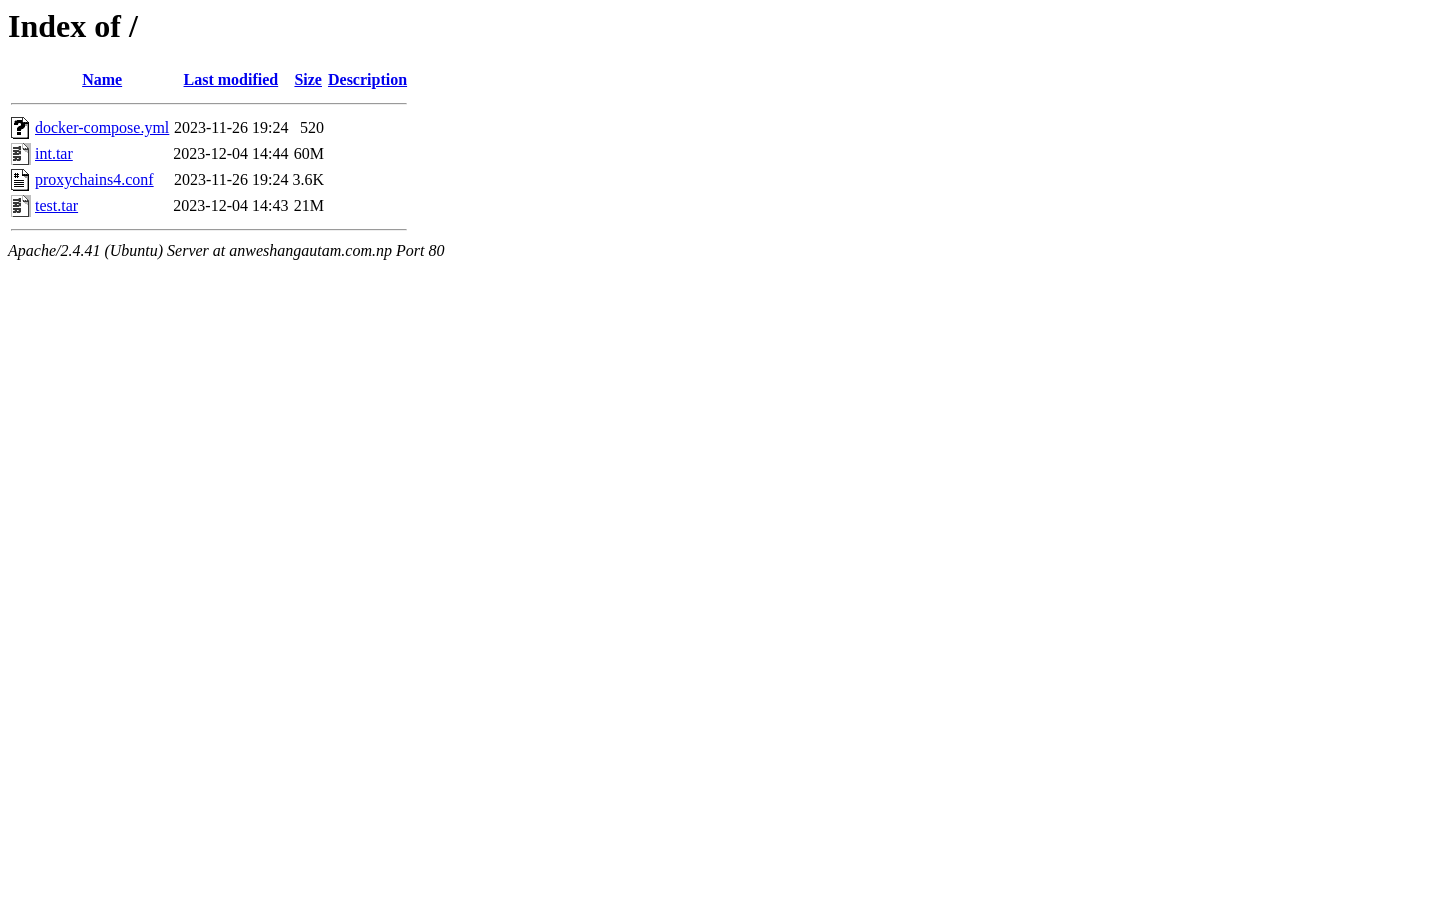 Index of /
Name Last modified Size Description
docker-compose.yml 2023-11-26 19:24 520
int.tar 2023-12-04 14:44 60M
proxychains4.conf 2023-11-26 19:24 3.6K
test.tar 2023-12-04 14:43 21M
Apache/2.4.41 (Ubuntu) Server at anweshangautam.com.np Port 80